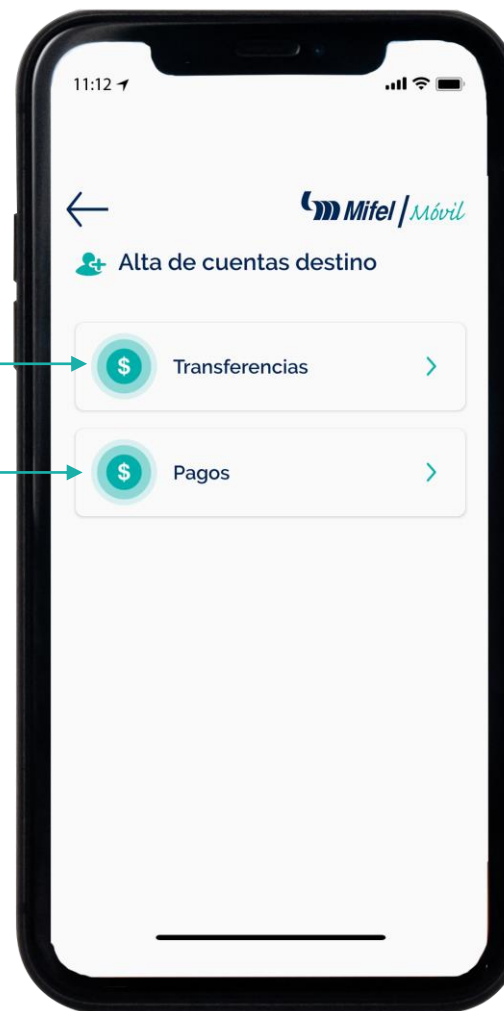 11:12
Mifel | Móvil
Alta de cuentas destino
$ Transferencias
$ Pagos